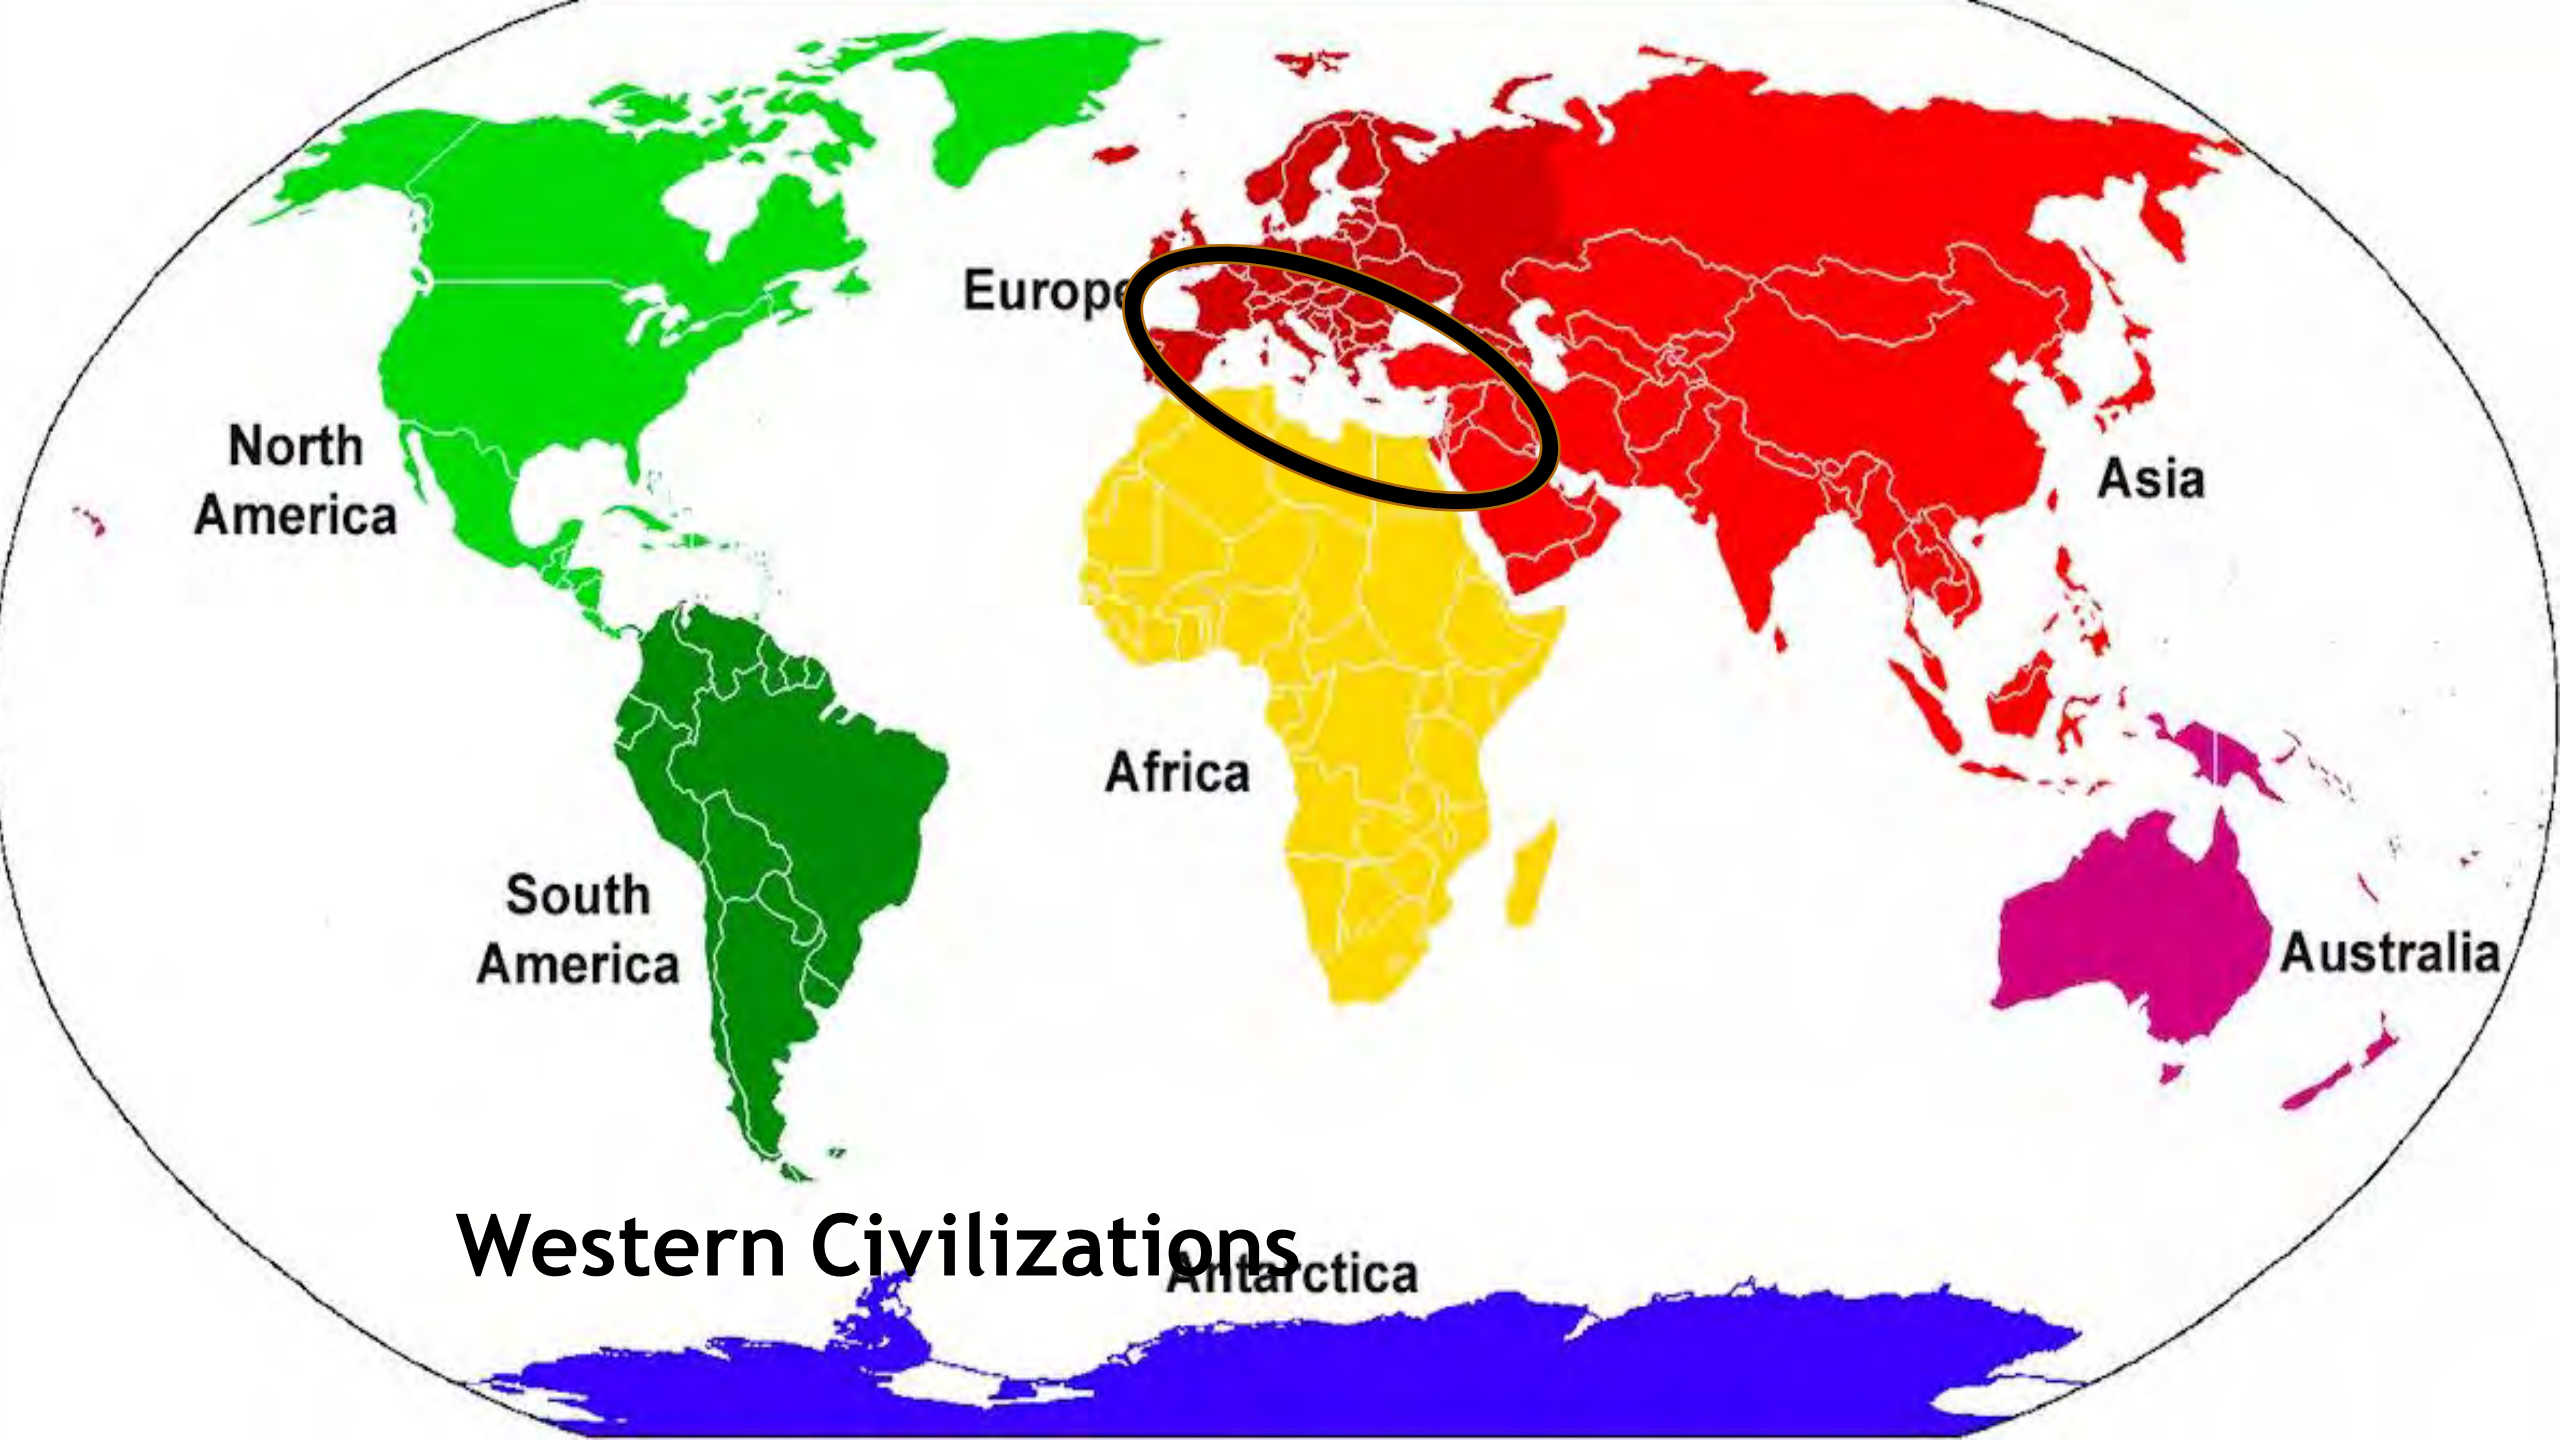 Europe
North
America
Asia
Africa
South
America
Australia
Western Civilizations
Antarctica